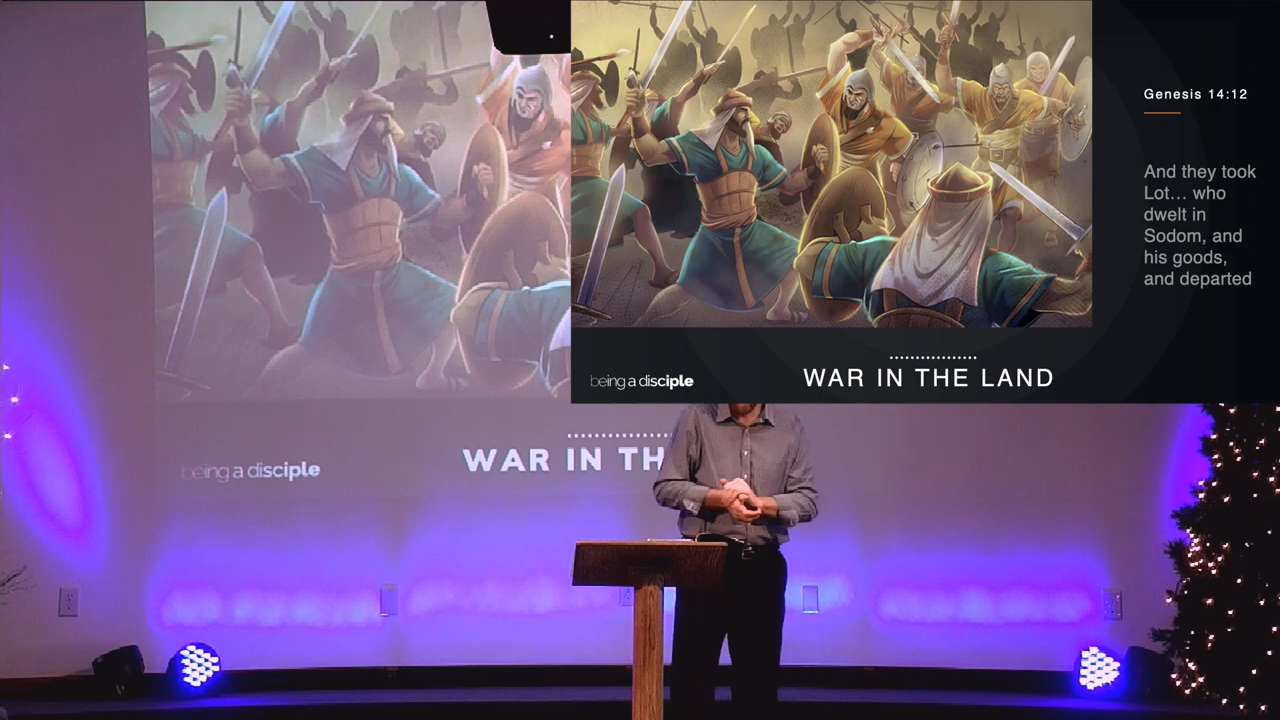 Genesis 14:12
And they took
Lot... who
dwelt in
Sodom, and
his goods,
and departed
being a disciple
WAR IN THE LAND
being a disciple
WAR IN TH